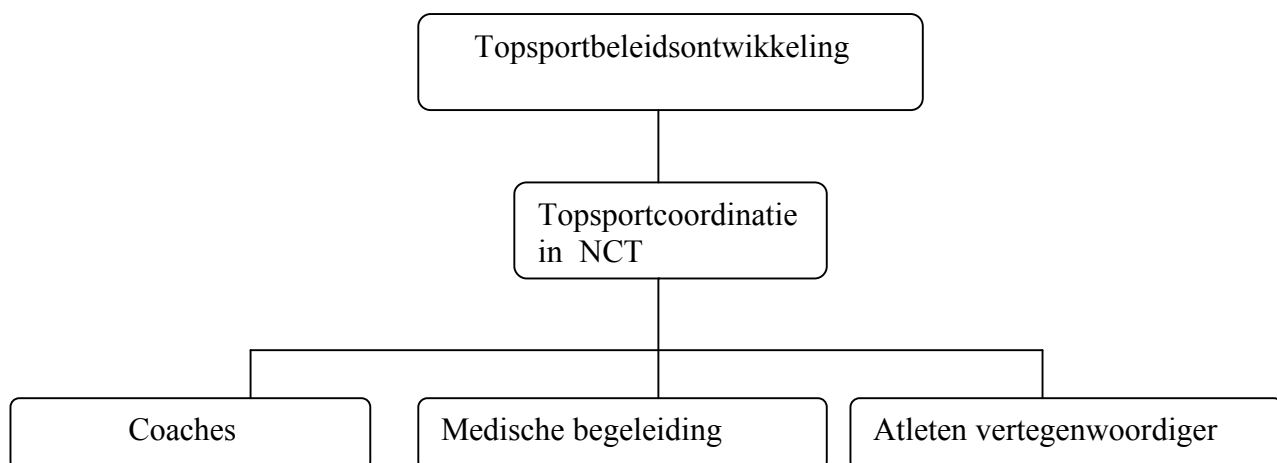 Topsportbeleidsontwikkeling
Topsportcoordinatie
in NCT
Coaches
Medische begeleiding
Atleten vertegenwoordiger